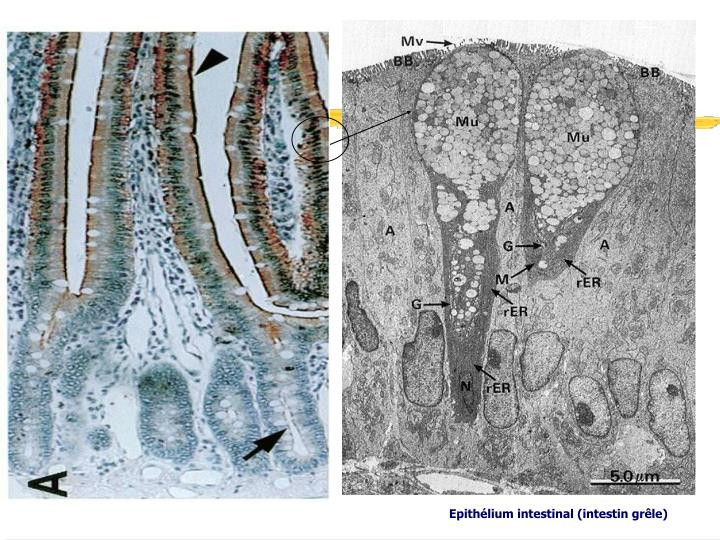 Mv
BB
BB
Mu
Mu
A
A
A
G
M
rER
G
rER
rER
N
5.0 µm
A
Epithélium intestinal (intestin grêle)